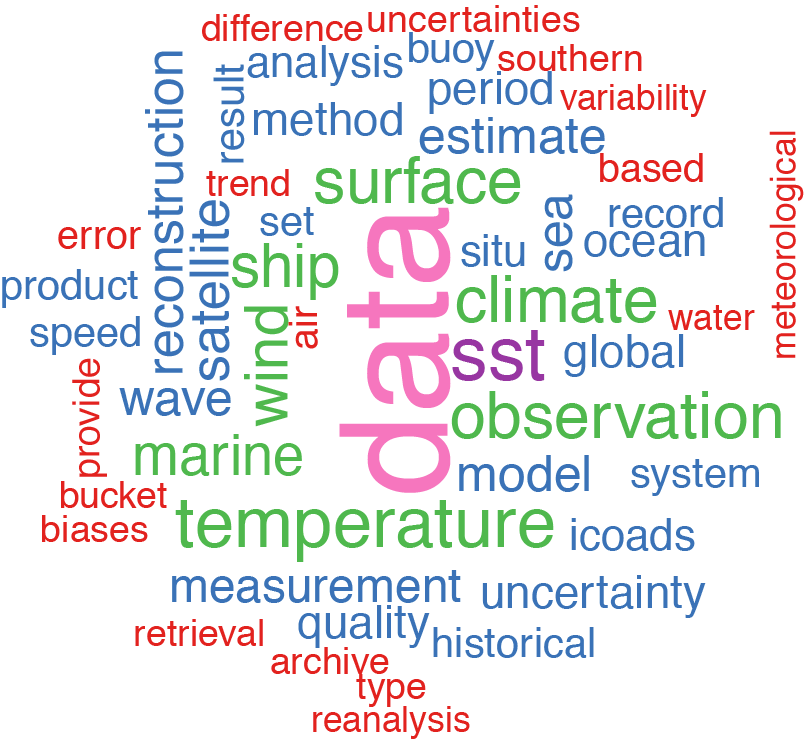 difference
uncertainties
analysis
buoy
southern
reconstruction
result
method
period
variability
estimate
based
meteorological
trend
surface
error
satellite
set
data
situ
sea
record
ocean
product
ship
climate
water
speed
wind
air
sst
global
provide
wave
observation
marine
model
system
bucket
biases
temperature
icoads
measurement
uncertainty
retrieval
quality
historical
archive
type
reanalysis